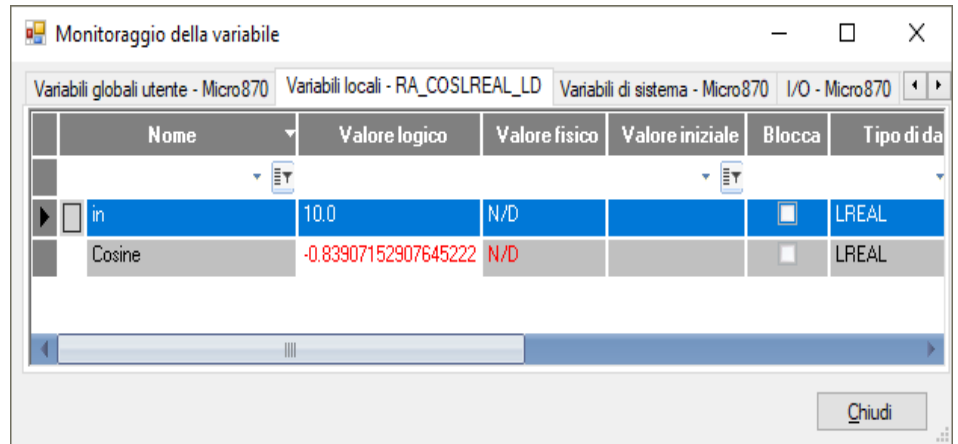 Monitoraggio della variabile
Variabili globali utente - Micro870 Variabili locali - RA_COSLREAL_LD Variabili di sistema - Micro870 I/O - Micro870
Nome Valore logico Valore fisico Valore iniziale Blocca Tipo di da
in 10.0 N/D LREAL
Cosine -0.83907152907645222 N/D LREAL
Chiudi